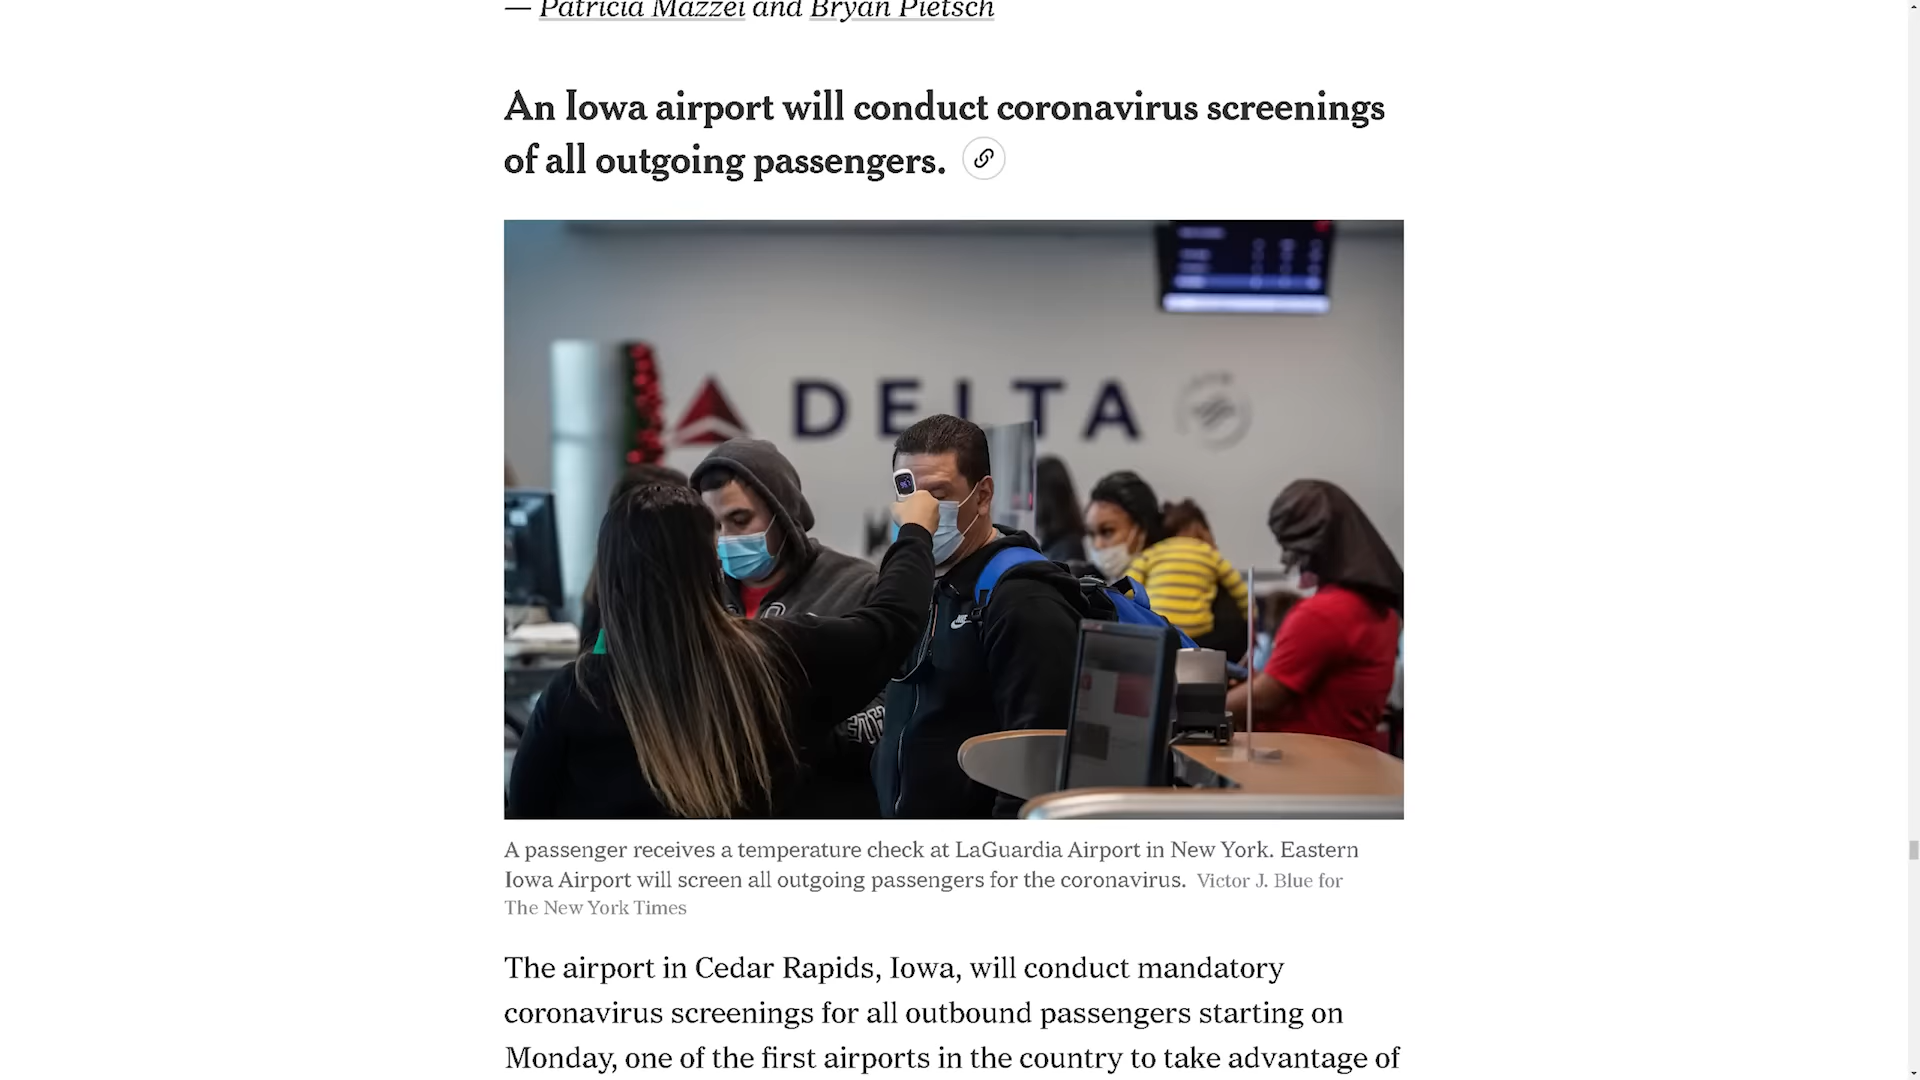 — Patricia Mazzei and Bryan Pietsch
An Iowa airport will conduct coronavirus screenings
of all outgoing passengers.
DELTA
A passenger receives a temperature check at LaGuardia Airport in New York. Eastern
Iowa Airport will screen all outgoing passengers for the coronavirus. Victor J. Blue for
The New York Times
The airport in Cedar Rapids, Iowa, will conduct mandatory
coronavirus screenings for all outbound passengers starting on
Monday, one of the first airports in the country to take advantage of